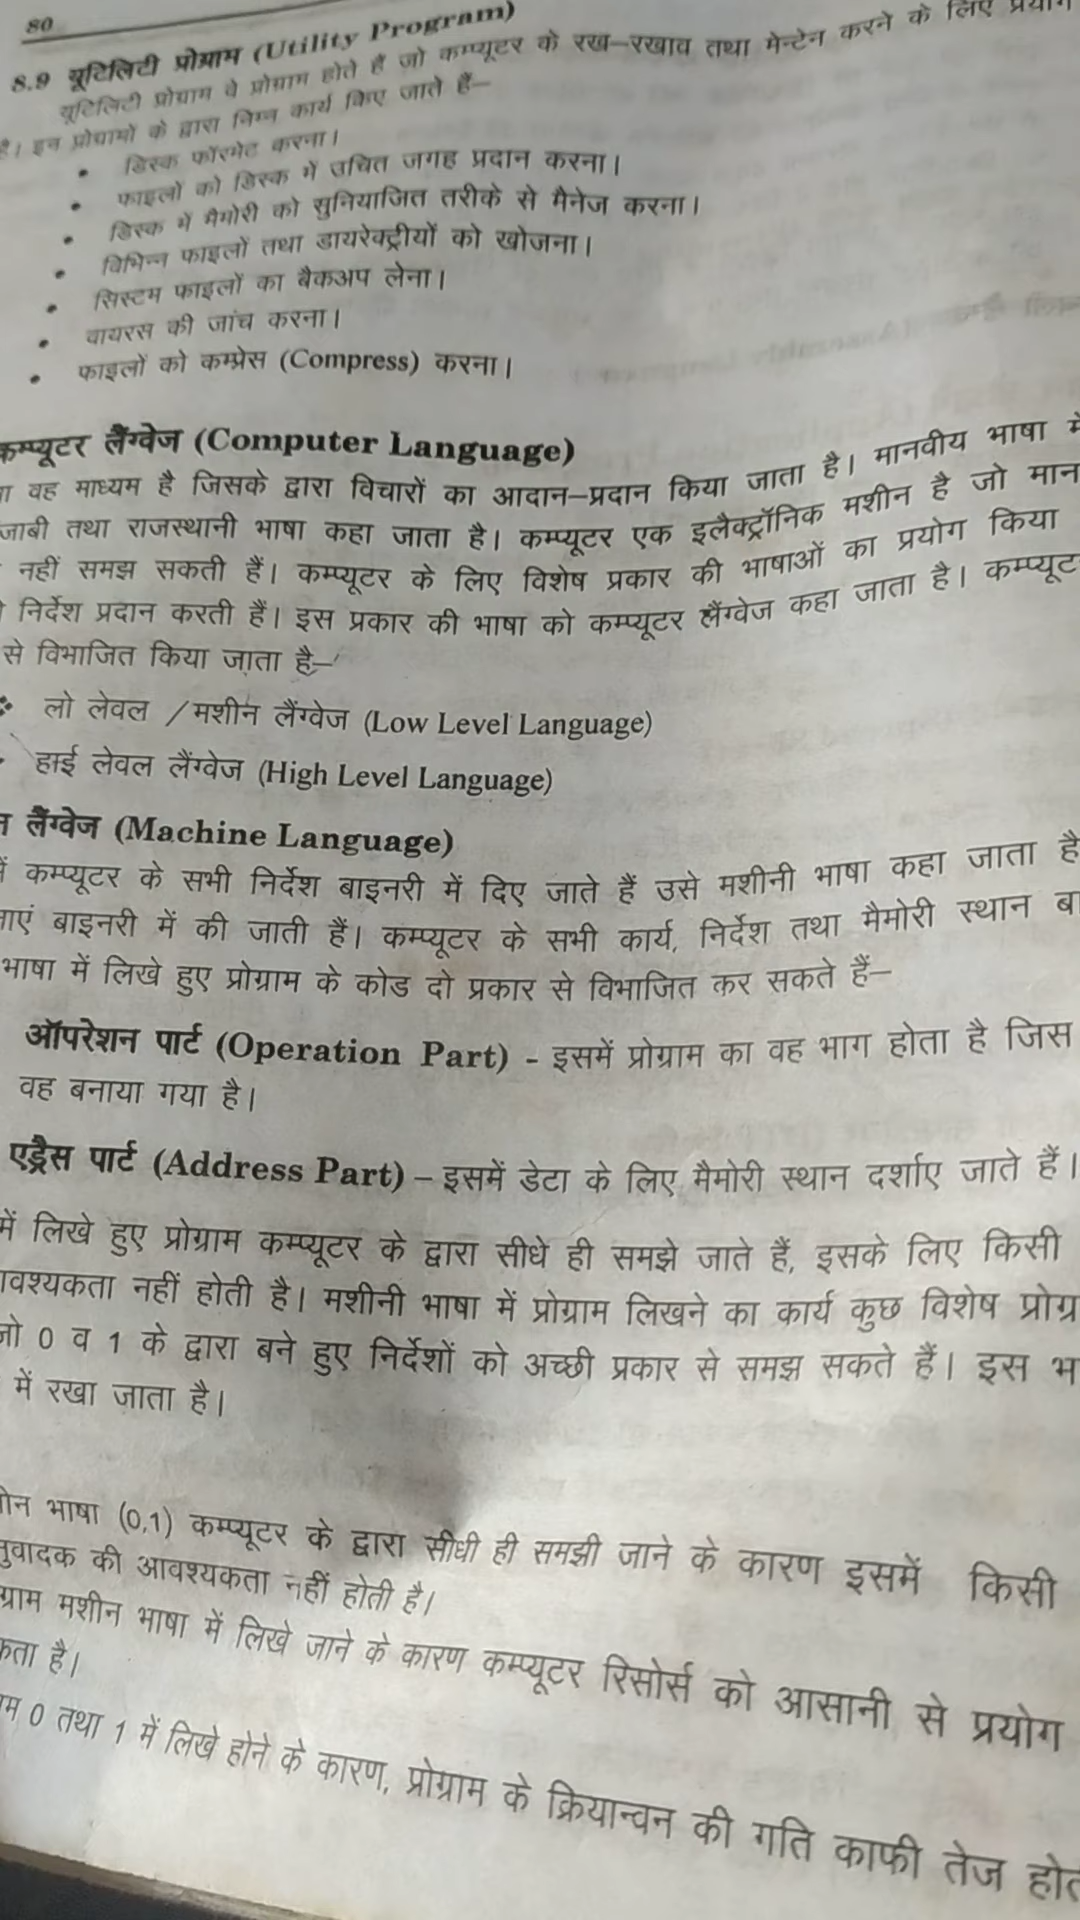 80
8.9 यूटिलिटी प्रोग्राम (Utility Program)
यूटिलिटी प्रोग्राम वे प्रोग्राम होते हैं जो कम्प्यूटर के रख–रखाव तथा मेन्टेन करने के लिए प्रयोग
है। इन प्रोग्रामों के द्वारा निम्न कार्य किए जाते हैं–
• डिस्क फॉरमेट करना।
• फाइलों को डिस्क में उचित जगह प्रदान करना।
• डिस्क में मैमोरी को सुनियाजित तरीके से मैनेज करना।
• विभिन्न फाइलों तथा डायरेक्ट्रीयों को खोजना।
• सिस्टम फाइलों का बैकअप लेना।
• वायरस की जांच करना।
• फाइलों को कम्प्रेस (Compress) करना।
कम्प्यूटर लैंग्वेज (Computer Language)
वह माध्यम है जिसके द्वारा विचारों का आदान–प्रदान किया जाता है। मानवीय भाषा में
जाबी तथा राजस्थानी भाषा कहा जाता है। कम्प्यूटर एक इलैक्ट्रॉनिक मशीन है जो मान
नहीं समझ सकती हैं। कम्प्यूटर के लिए विशेष प्रकार की भाषाओं का प्रयोग किया
निर्देश प्रदान करती हैं। इस प्रकार की भाषा को कम्प्यूटर लैंग्वेज कहा जाता है। कम्प्यूट
से विभाजित किया जाता है–
लो लेवल / मशीन लैंग्वेज (Low Level Language)
हाई लेवल लैंग्वेज (High Level Language)
न लैंग्वेज (Machine Language)
में कम्प्यूटर के सभी निर्देश बाइनरी में दिए जाते हैं उसे मशीनी भाषा कहा जाता है
नाएं बाइनरी में की जाती हैं। कम्प्यूटर के सभी कार्य, निर्देश तथा मैमोरी स्थान बा
भाषा में लिखे हुए प्रोग्राम के कोड दो प्रकार से विभाजित कर सकते हैं–
ऑपरेशन पार्ट (Operation Part) - इसमें प्रोग्राम का वह भाग होता है जिस
वह बनाया गया है।
एड्रैस पार्ट (Address Part) – इसमें डेटा के लिए मैमोरी स्थान दर्शाए जाते हैं।
में लिखे हुए प्रोग्राम कम्प्यूटर के द्वारा सीधे ही समझे जाते हैं, इसके लिए किसी
ावश्यकता नहीं होती है। मशीनी भाषा में प्रोग्राम लिखने का कार्य कुछ विशेष प्रोग्र
जो 0 व 1 के द्वारा बने हुए निर्देशों को अच्छी प्रकार से समझ सकते हैं। इस भ
में रखा जाता है।
ीन भाषा (0,1) कम्प्यूटर के द्वारा सीधी ही समझी जाने के कारण इसमें किसी
नुवादक की आवश्यकता नहीं होती है।
ग्राम मशीन भाषा में लिखे जाने के कारण कम्प्यूटर रिसोर्स को आसानी से प्रयोग
कता है।
ाम 0 तथा 1 में लिखे होने के कारण, प्रोग्राम के क्रियान्वन की गति काफी तेज होत